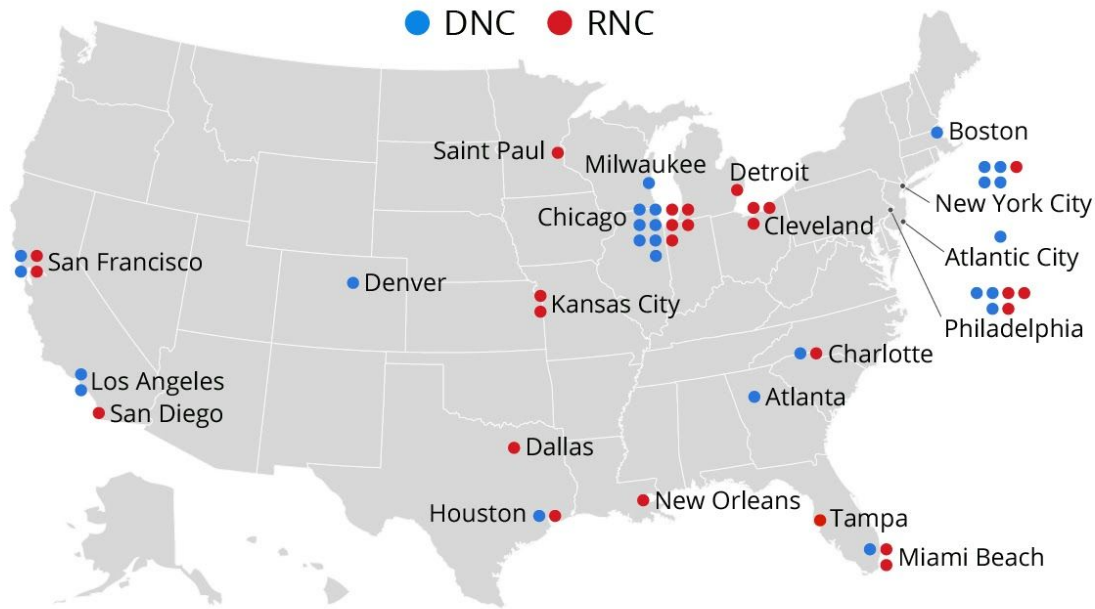 DNC RNC
Boston
Saint Paul
Milwaukee
Detroit
New York City
Chicago
Cleveland
Atlantic City
San Francisco
Denver
Kansas City
Philadelphia
Charlotte
Los Angeles
Atlanta
San Diego
Dallas
New Orleans
Houston
Tampa
Miami Beach